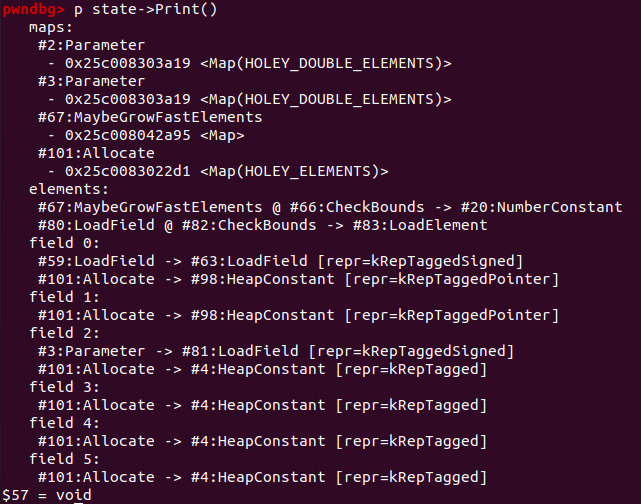 pwndbg> p state->Print()
maps:
#2:Parameter
- 0x25c008303a19 <Map(HOLEY_DOUBLE_ELEMENTS)>
#3:Parameter
- 0x25c008303a19 <Map(HOLEY_DOUBLE_ELEMENTS)>
#67:MaybeGrowFastElements
- 0x25c008042a95 <Map>
#101:Allocate
- 0x25c0083022d1 <Map(HOLEY_ELEMENTS)>
elements:
#67:MaybeGrowFastElements @ #66:CheckBounds -> #20:NumberConstant
#80:LoadField @ #82:CheckBounds -> #83:LoadElement
field 0:
#59:LoadField -> #63:LoadField [repr=kRepTaggedSigned]
#101:Allocate -> #98:HeapConstant [repr=kRepTaggedPointer]
field 1:
#101:Allocate -> #98:HeapConstant [repr=kRepTaggedPointer]
field 2:
#3:Parameter -> #81:LoadField [repr=kRepTaggedSigned]
#101:Allocate -> #4:HeapConstant [repr=kRepTagged]
field 3:
#101:Allocate -> #4:HeapConstant [repr=kRepTagged]
field 4:
#101:Allocate -> #4:HeapConstant [repr=kRepTagged]
field 5:
#101:Allocate -> #4:HeapConstant [repr=kRepTagged]
$57 = void